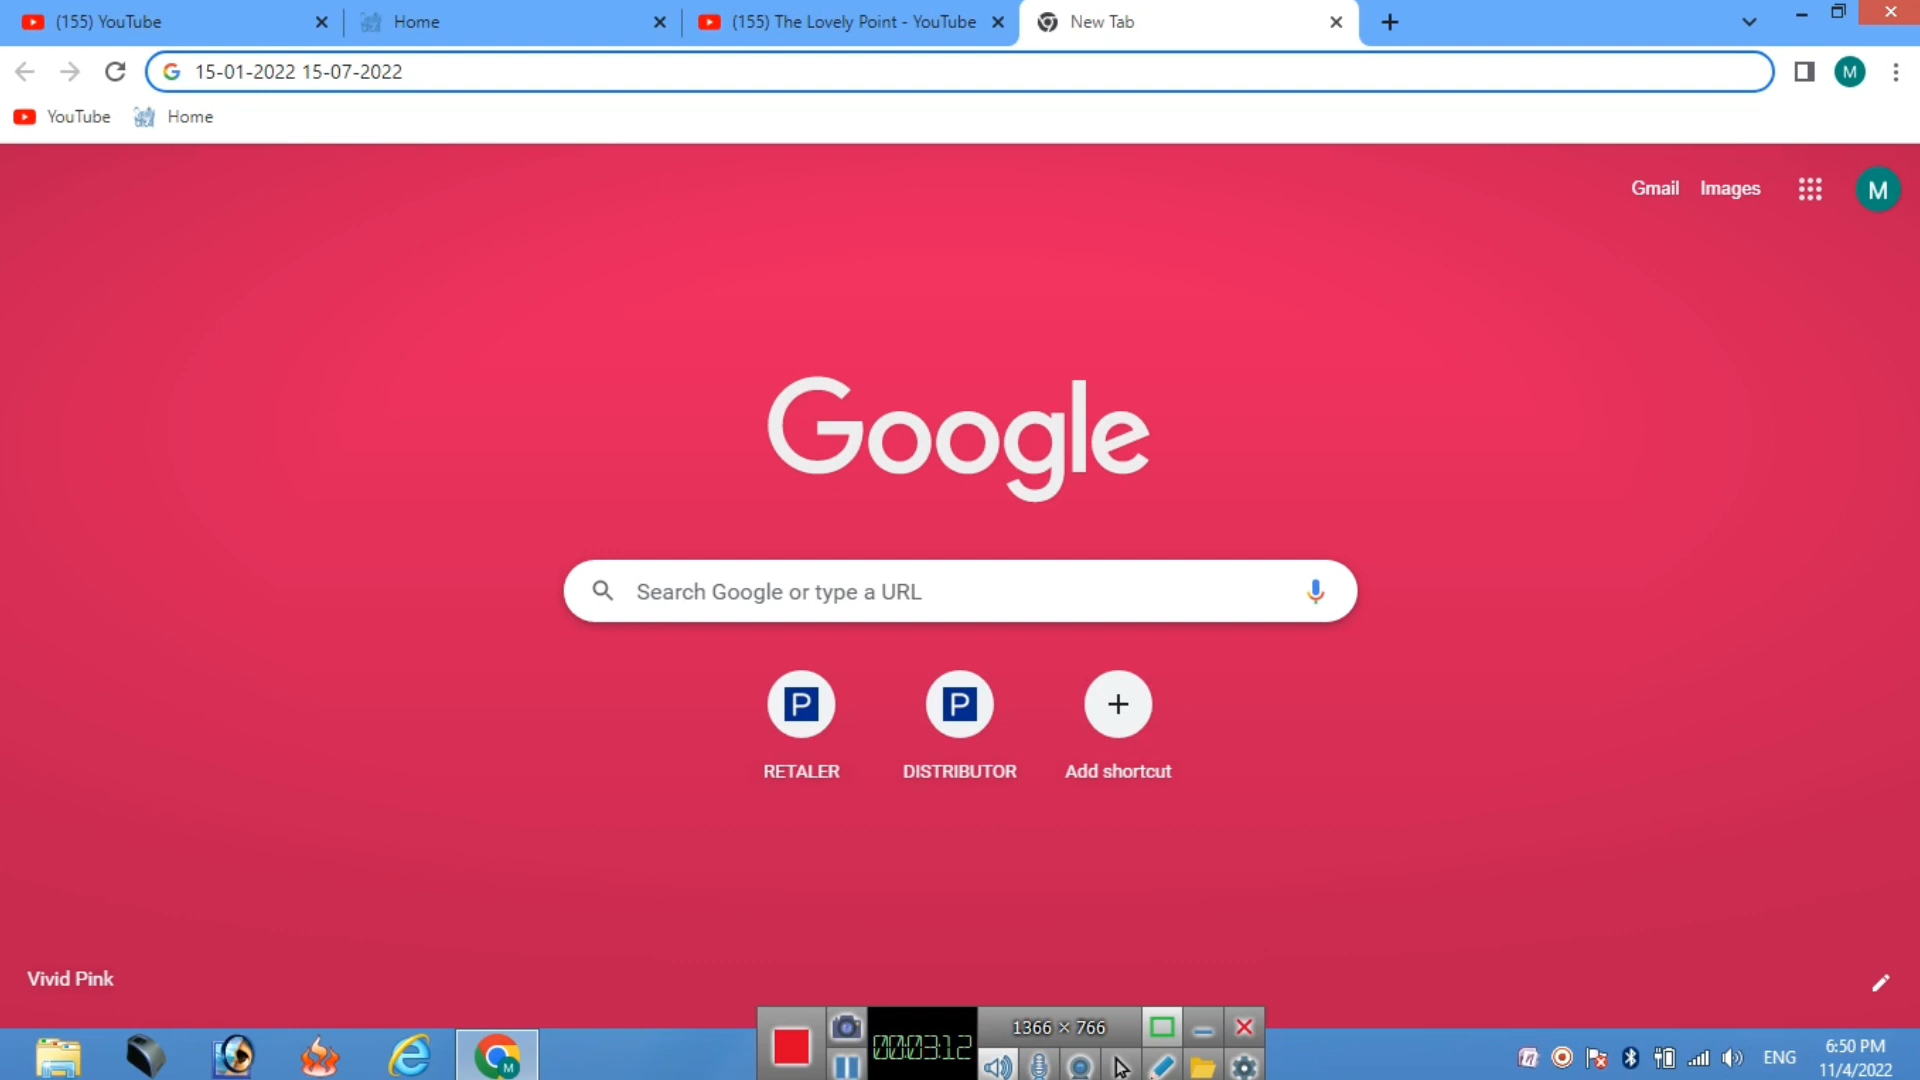 (155) YouTube
Home
(155) The Lovely Point - YouTube
New Tab
15-01-2022 15-07-2022
M
YouTube
Home
Gmail
Images
M
Google
Search Google or type a URL
P
P
RETALER
DISTRIBUTOR
Add shortcut
Vivid Pink
M
00:03:12
1366 × 766
ENG
6:50 PM
11/4/2022